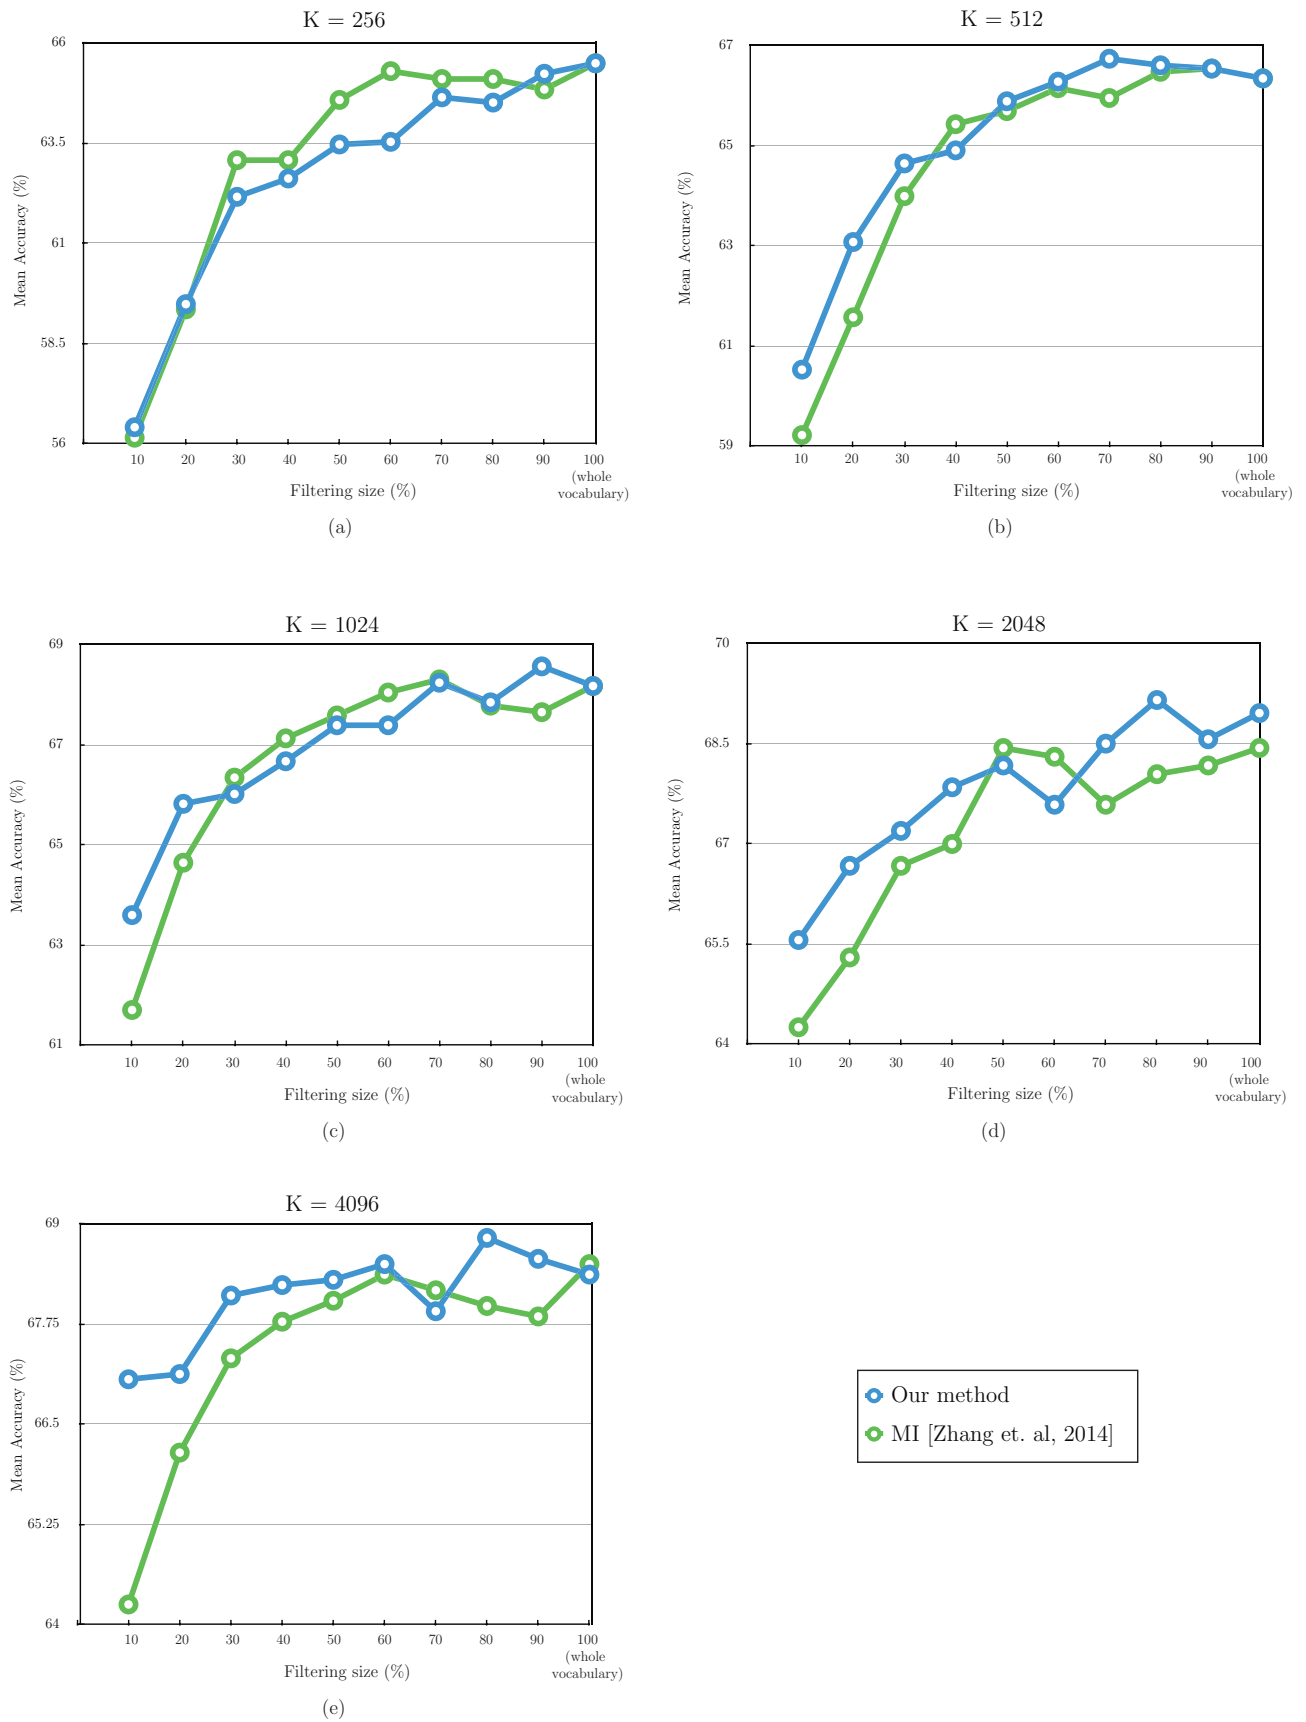 K = 256
66
63.5
61
58.5
56
Mean Accuracy (%)
10 20 30 40 50 60 70 80 90 100
(whole
vocabulary)
Filtering size (%)
(a)
K = 512
67
65
63
61
59
Mean Accuracy (%)
10 20 30 40 50 60 70 80 90 100
(whole
vocabulary)
Filtering size (%)
(b)
K = 1024
69
67
65
63
61
Mean Accuracy (%)
10 20 30 40 50 60 70 80 90 100
(whole
vocabulary)
Filtering size (%)
(c)
K = 2048
70
68.5
67
65.5
64
Mean Accuracy (%)
10 20 30 40 50 60 70 80 90 100
(whole
vocabulary)
Filtering size (%)
(d)
K = 4096
69
67.75
66.5
65.25
64
Mean Accuracy (%)
10 20 30 40 50 60 70 80 90 100
(whole
vocabulary)
Filtering size (%)
(e)
Our method
MI [Zhang et. al, 2014]